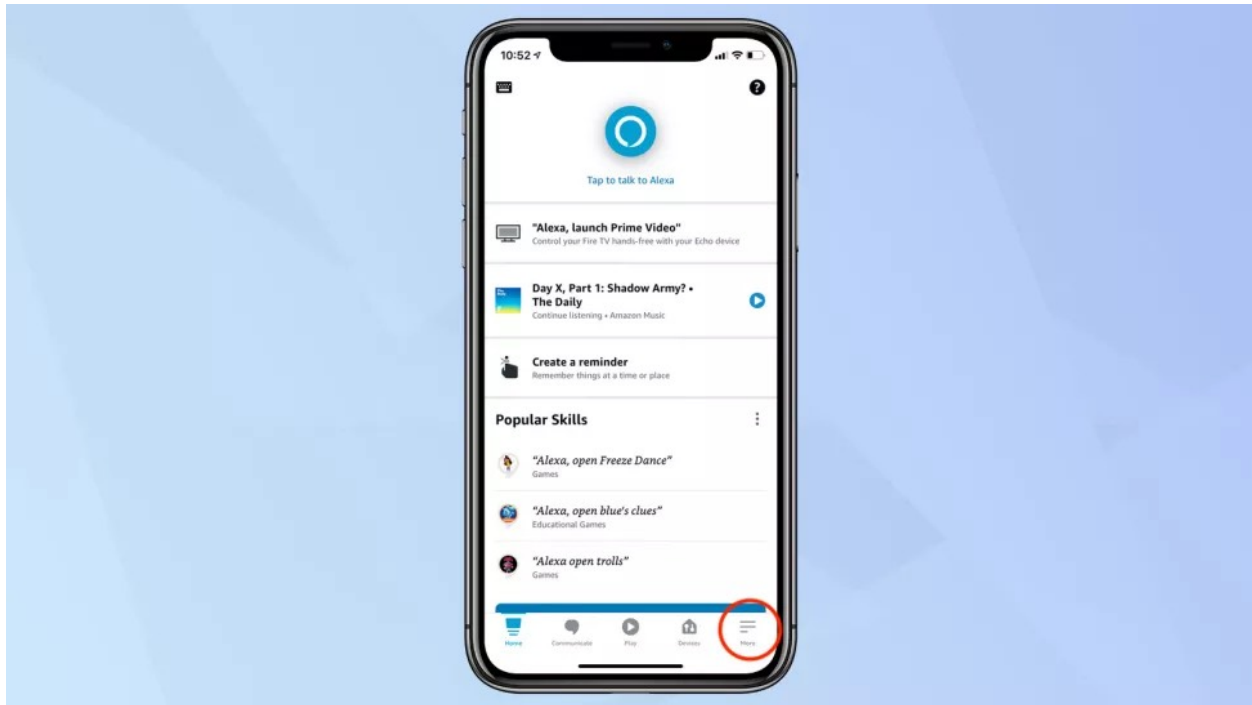 10:52
Tap to talk to Alexa
"Alexa, launch Prime Video"
Control your Fire TV hands-free with your Echo device
Day X, Part 1: Shadow Army? •
The Daily
Continue listening • Amazon Music
Create a reminder
Remember things at a time or place
Popular Skills
“Alexa, open Freeze Dance”
Games
“Alexa, open blue's clues”
Educational Games
“Alexa open trolls”
Games
Home Communicate Play Devices More